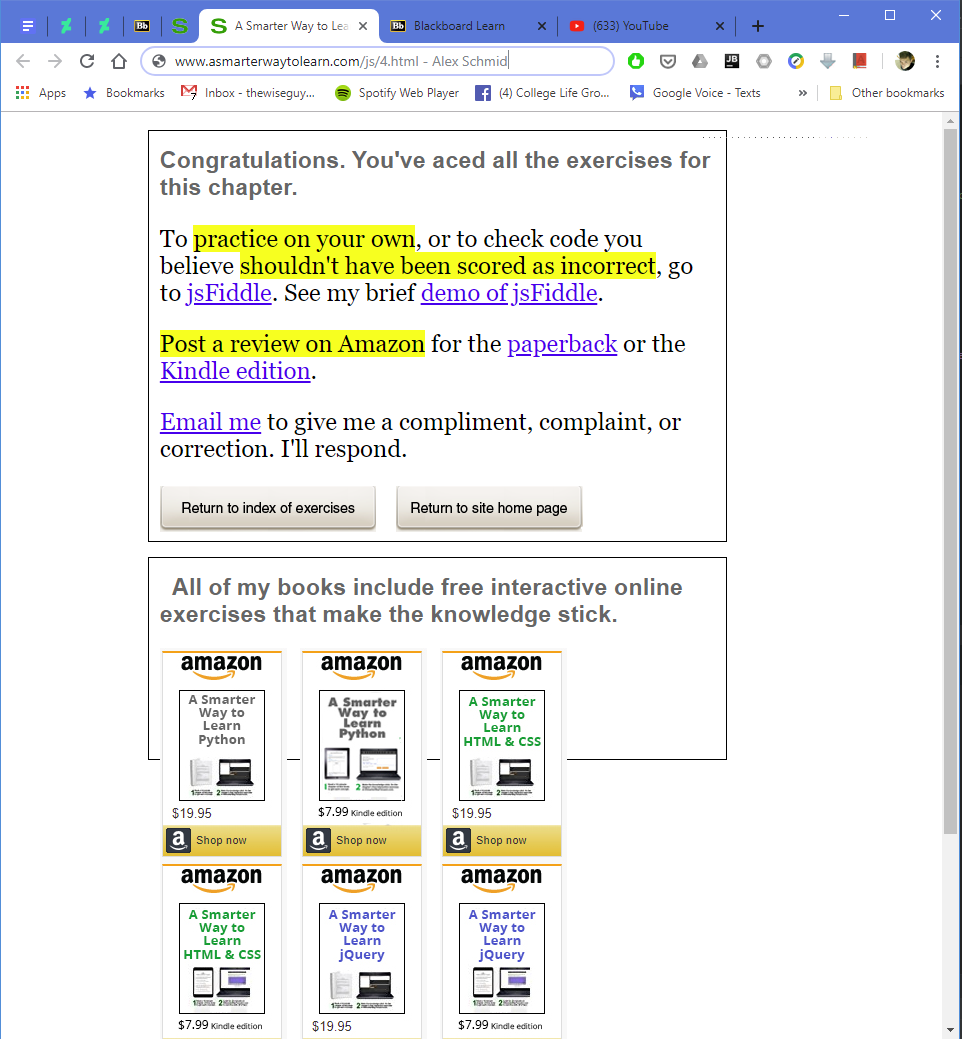 Bb
A Smarter Way to Lea
Bb
Blackboard Learn
(633) YouTube
www.asmarterwaytolearn.com/js/4.html - Alex Schmid
JB
Apps
Bookmarks
Inbox - thewiseguy...
Spotify Web Player
(4) College Life Gro...
Google Voice - Texts
»
Other bookmarks
Congratulations. You've aced all the exercises for
this chapter.
To practice on your own, or to check code you
believe shouldn't have been scored as incorrect, go
to jsFiddle. See my brief demo of jsFiddle.
Post a review on Amazon for the paperback or the
Kindle edition.
Email me to give me a compliment, complaint, or
correction. I'll respond.
Return to index of exercises
Return to site home page
All of my books include free interactive online
exercises that make the knowledge stick.
amazon
A Smarter
Way to
Learn
Python
$19.95
Shop now
amazon
A Smarter
Way to
Learn
Python
$7.99 Kindle edition
Shop now
amazon
A Smarter
Way to
Learn
HTML & CSS
$19.95
Shop now
amazon
A Smarter
Way to
Learn
HTML & CSS
$7.99 Kindle edition
amazon
A Smarter
Way to
Learn
jQuery
$19.95
amazon
A Smarter
Way to
Learn
jQuery
$7.99 Kindle edition